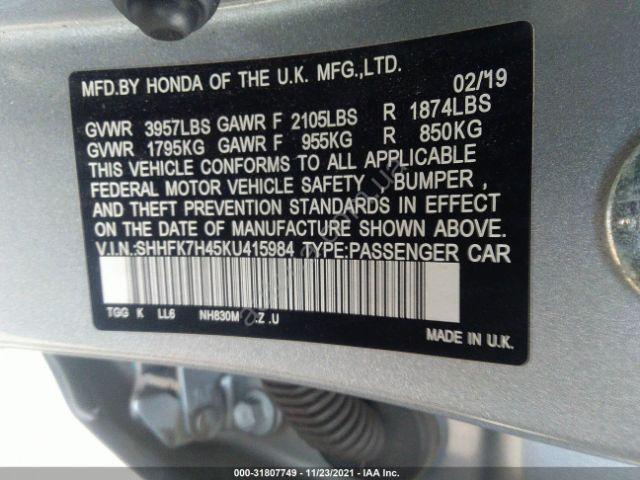 MFD.BY HONDA OF THE U.K. MFG.,LTD.
02/19
GVWR 3957LBS GAWR F 2105LBS R 1874LBS
GVWR 1795KG GAWR F 955KG R 850KG
THIS VEHICLE CONFORMS TO ALL APPLICABLE
FEDERAL MOTOR VEHICLE SAFETY , BUMPER ,
AND THEFT PREVENTION STANDARDS IN EFFECT ON
THE DATE OF MANUFACTURE SHOWN ABOVE.
V.I.N.:SHHFK7H45KU415984 TYPE:PASSENGER CAR
TGG K LL6 NH830M .Z .U
MADE IN U.K.
000-31807749 - 11/23/2021 - IAA Inc.